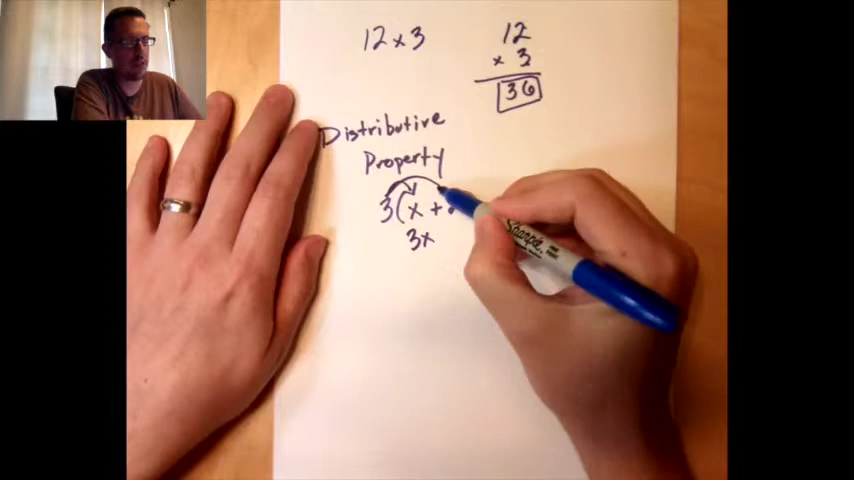 12 x 3
12
x 3
36
Distributive
Property
3(x +
3x
Sharpie